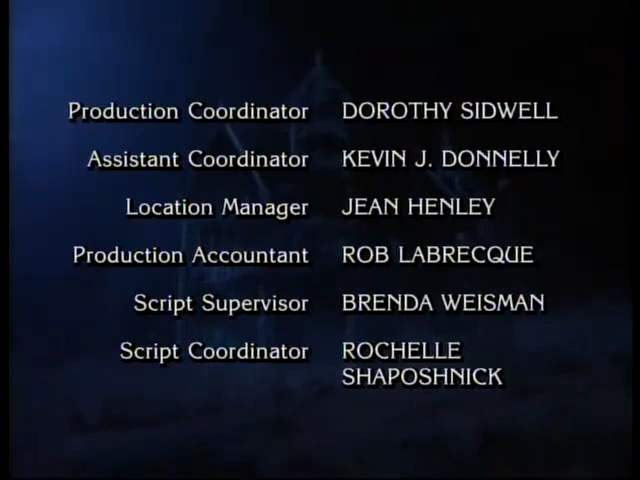 Production Coordinator DOROTHY SIDWELL
Assistant Coordinator KEVIN J. DONNELLY
Location Manager JEAN HENLEY
Production Accountant ROB LABRECQUE
Script Supervisor BRENDA WEISMAN
Script Coordinator ROCHELLE
SHAPOSHNICK